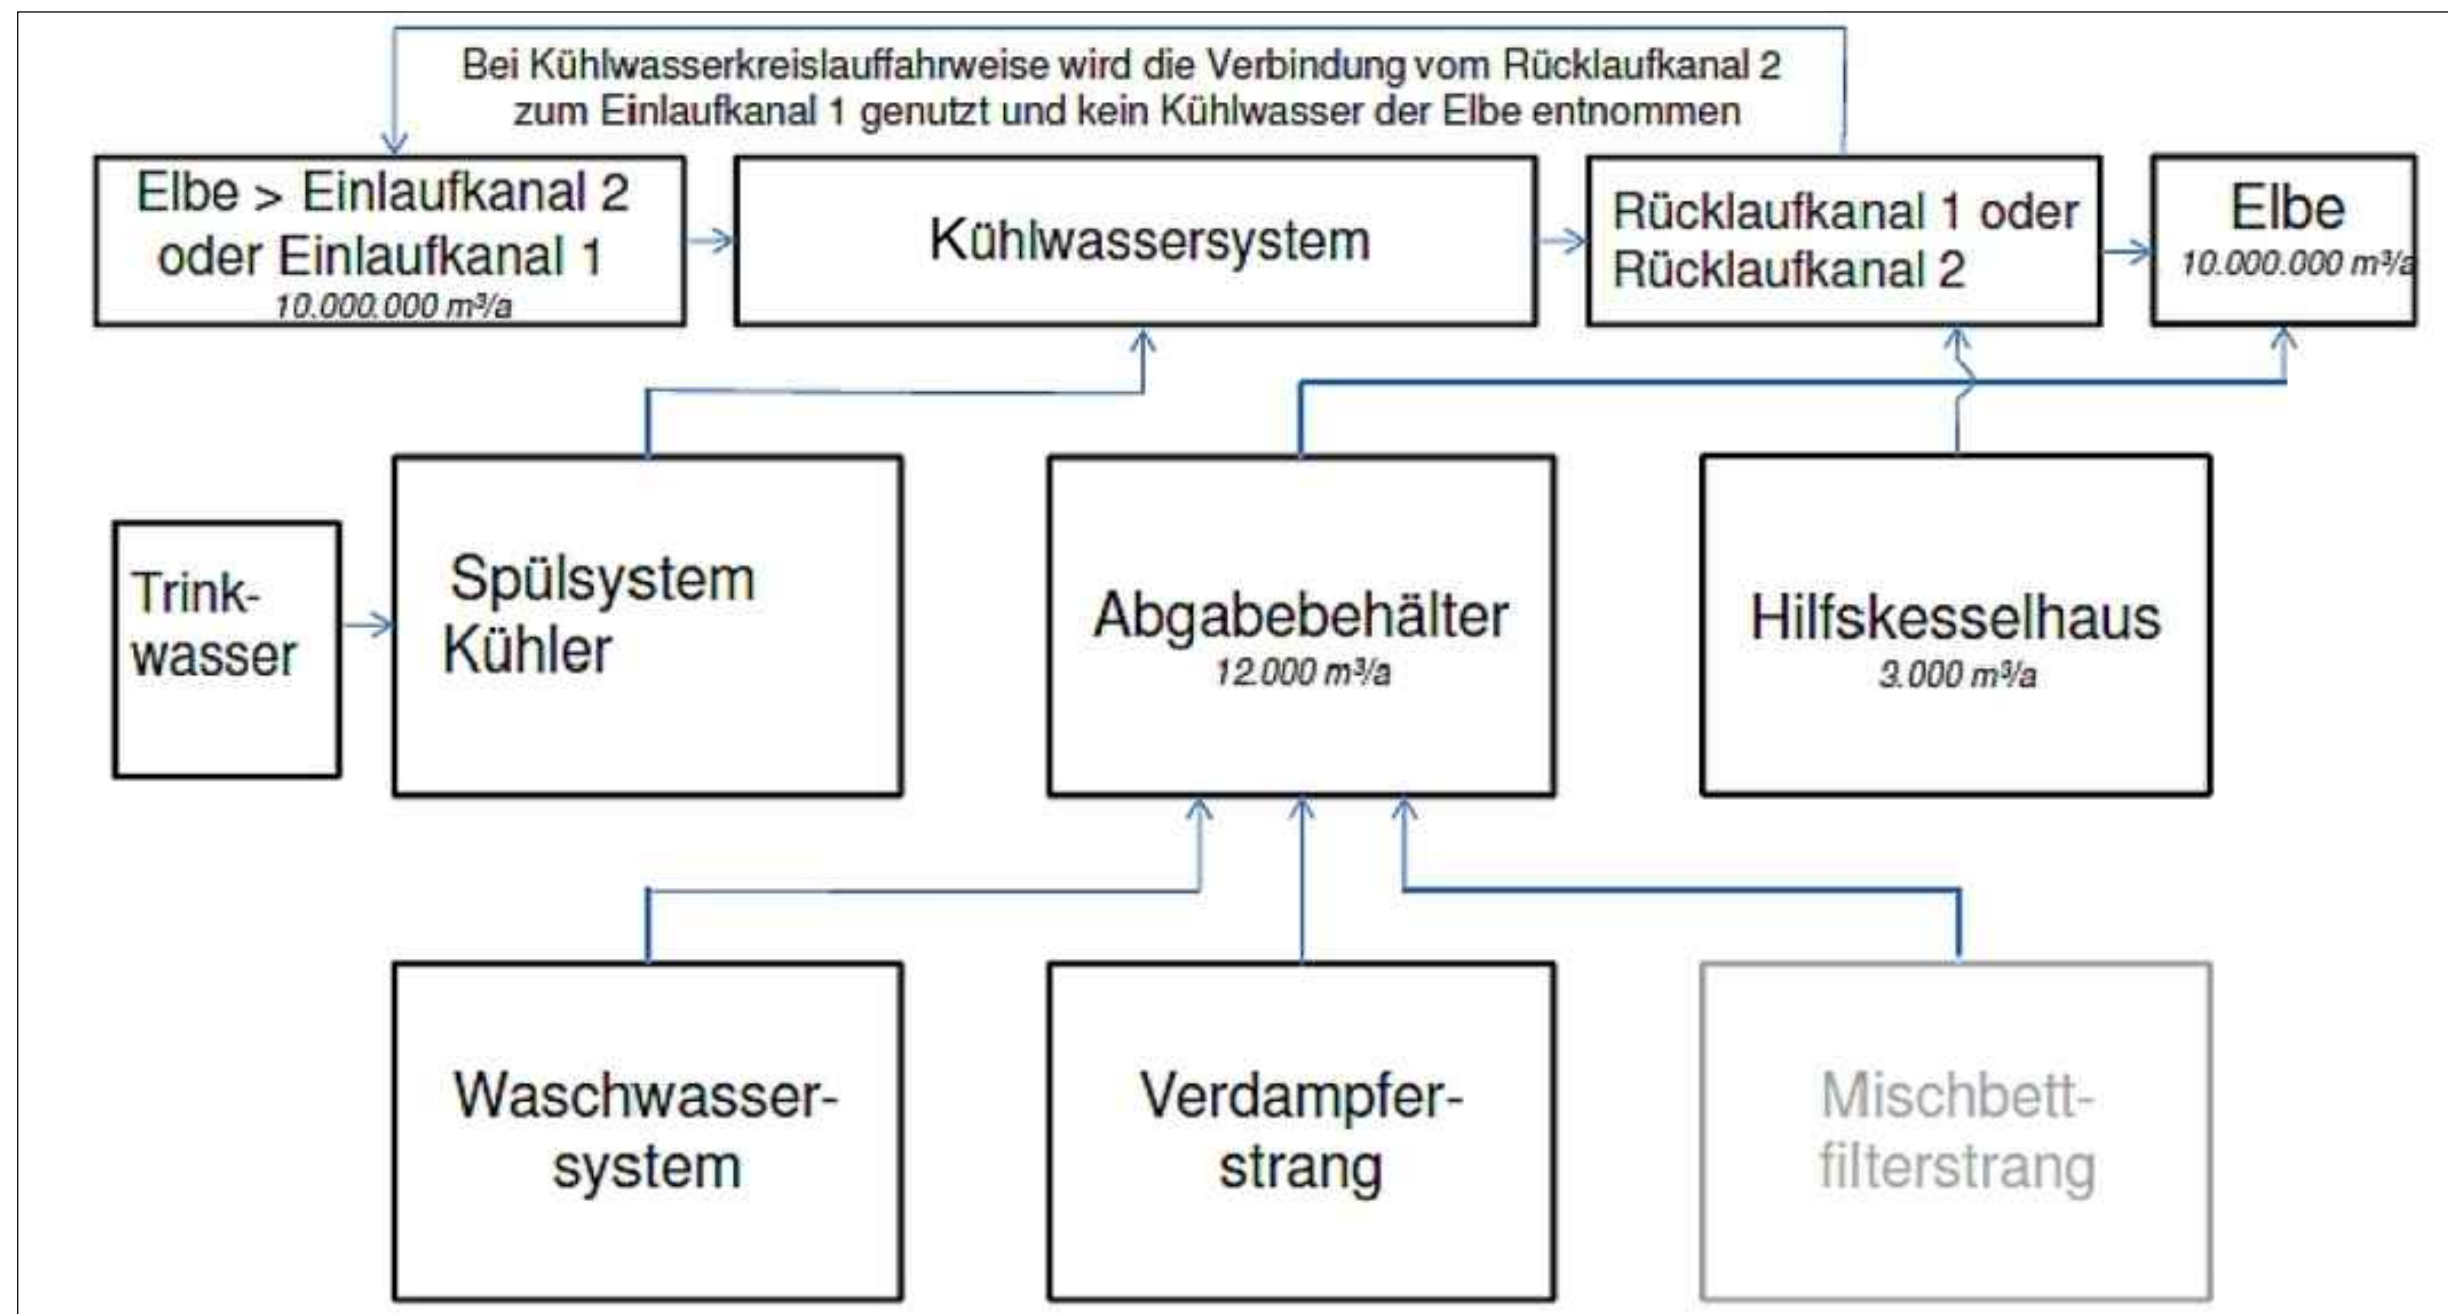 Bei Kühlwasserkreislauffahrweise wird die Verbindung vom Rücklaufkanal 2
zum Einlaufkanal 1 genutzt und kein Kühlwasser der Elbe entnommen
Elbe > Einlaufkanal 2
oder Einlaufkanal 1
10.000.000 m³/a
Kühlwassersystem
Rücklaufkanal 1 oder
Rücklaufkanal 2
Elbe
10.000.000 m³/a
Trink-
wasser
Spülsystem
Kühler
Abgabebehälter
12.000 m³/a
Hilfskesselhaus
3.000 m³/a
Waschwasser-
system
Verdampfer-
strang
Mischbett-
filterstrang